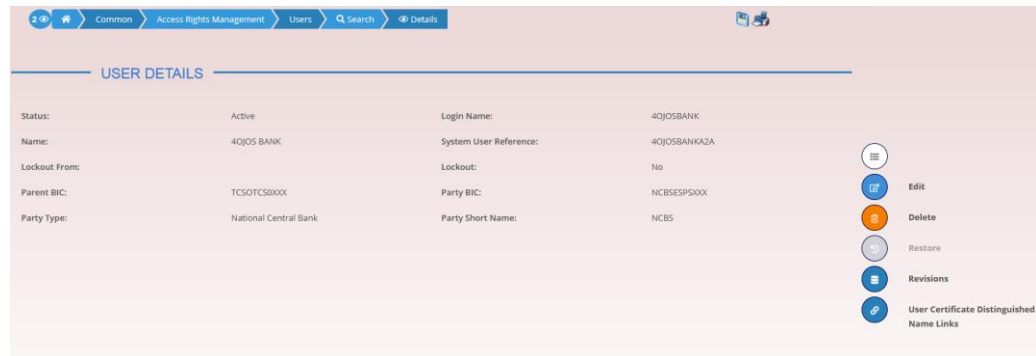 2 Common Access Rights Management Users Search Details
USER DETAILS
Status: Active Login Name: 4OJOSBANK
Name: 4OJOS BANK System User Reference: 4OJOSBANKA2A
Lockout From: Lockout: No
Parent BIC: TCSOTCS0XXX Party BIC: NCBSESPSXXX
Party Type: National Central Bank Party Short Name: NCBS
Edit
Delete
Restore
Revisions
User Certificate Distinguished
Name Links